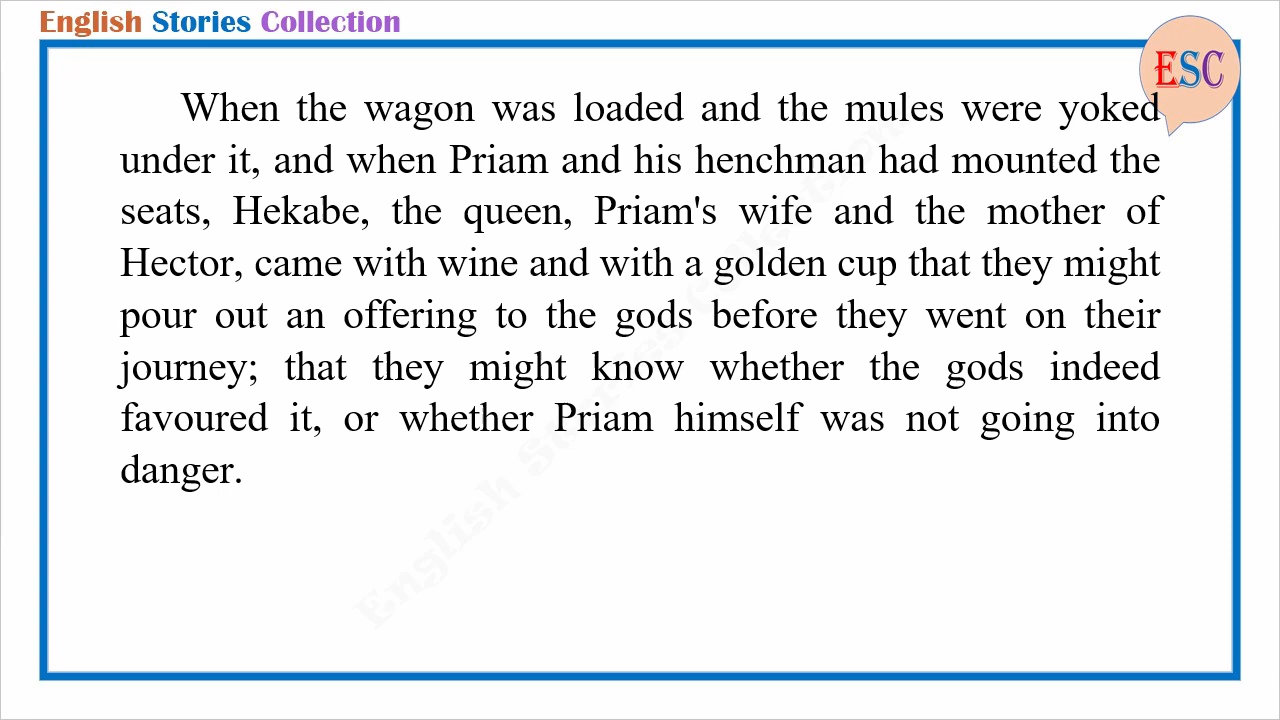 English Stories Collection
ESC
When the wagon was loaded and the mules were yoked
under it, and when Priam and his henchman had mounted the
seats, Hekabe, the queen, Priam's wife and the mother of
Hector, came with wine and with a golden cup that they might
pour out an offering to the gods before they went on their
journey; that they might know whether the gods indeed
favoured it, or whether Priam himself was not going into
danger.
English Stories Collection